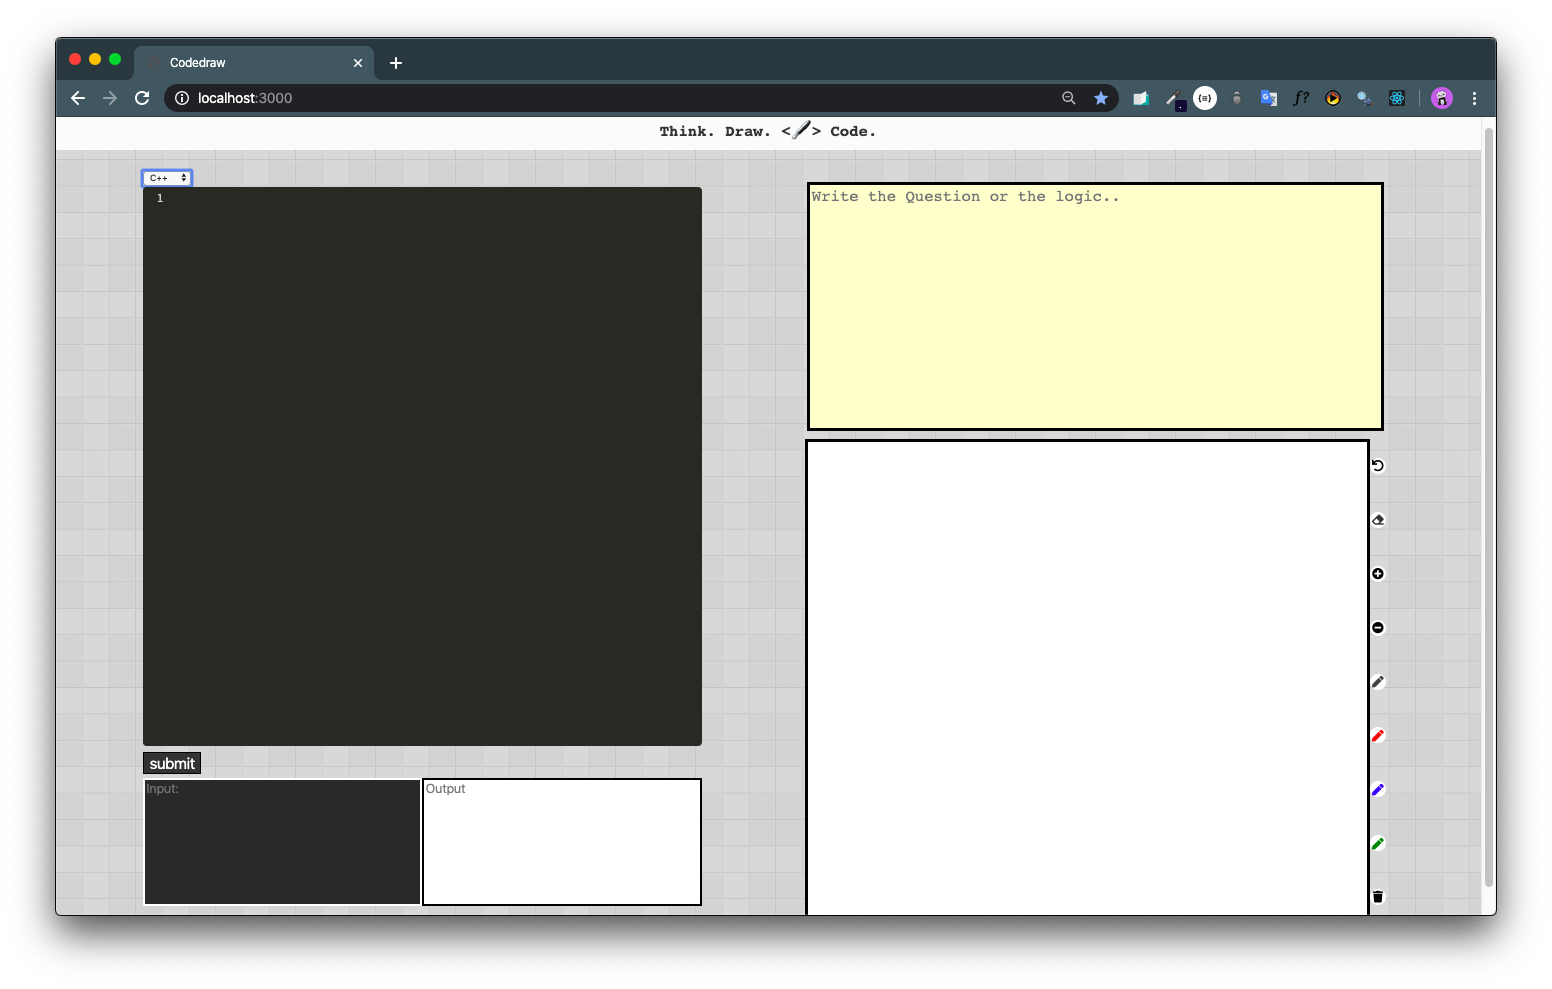 Codedraw
localhost:3000
Think. Draw. <> Code.
C++
1
Write the Question or the logic..
submit
Input:
Output